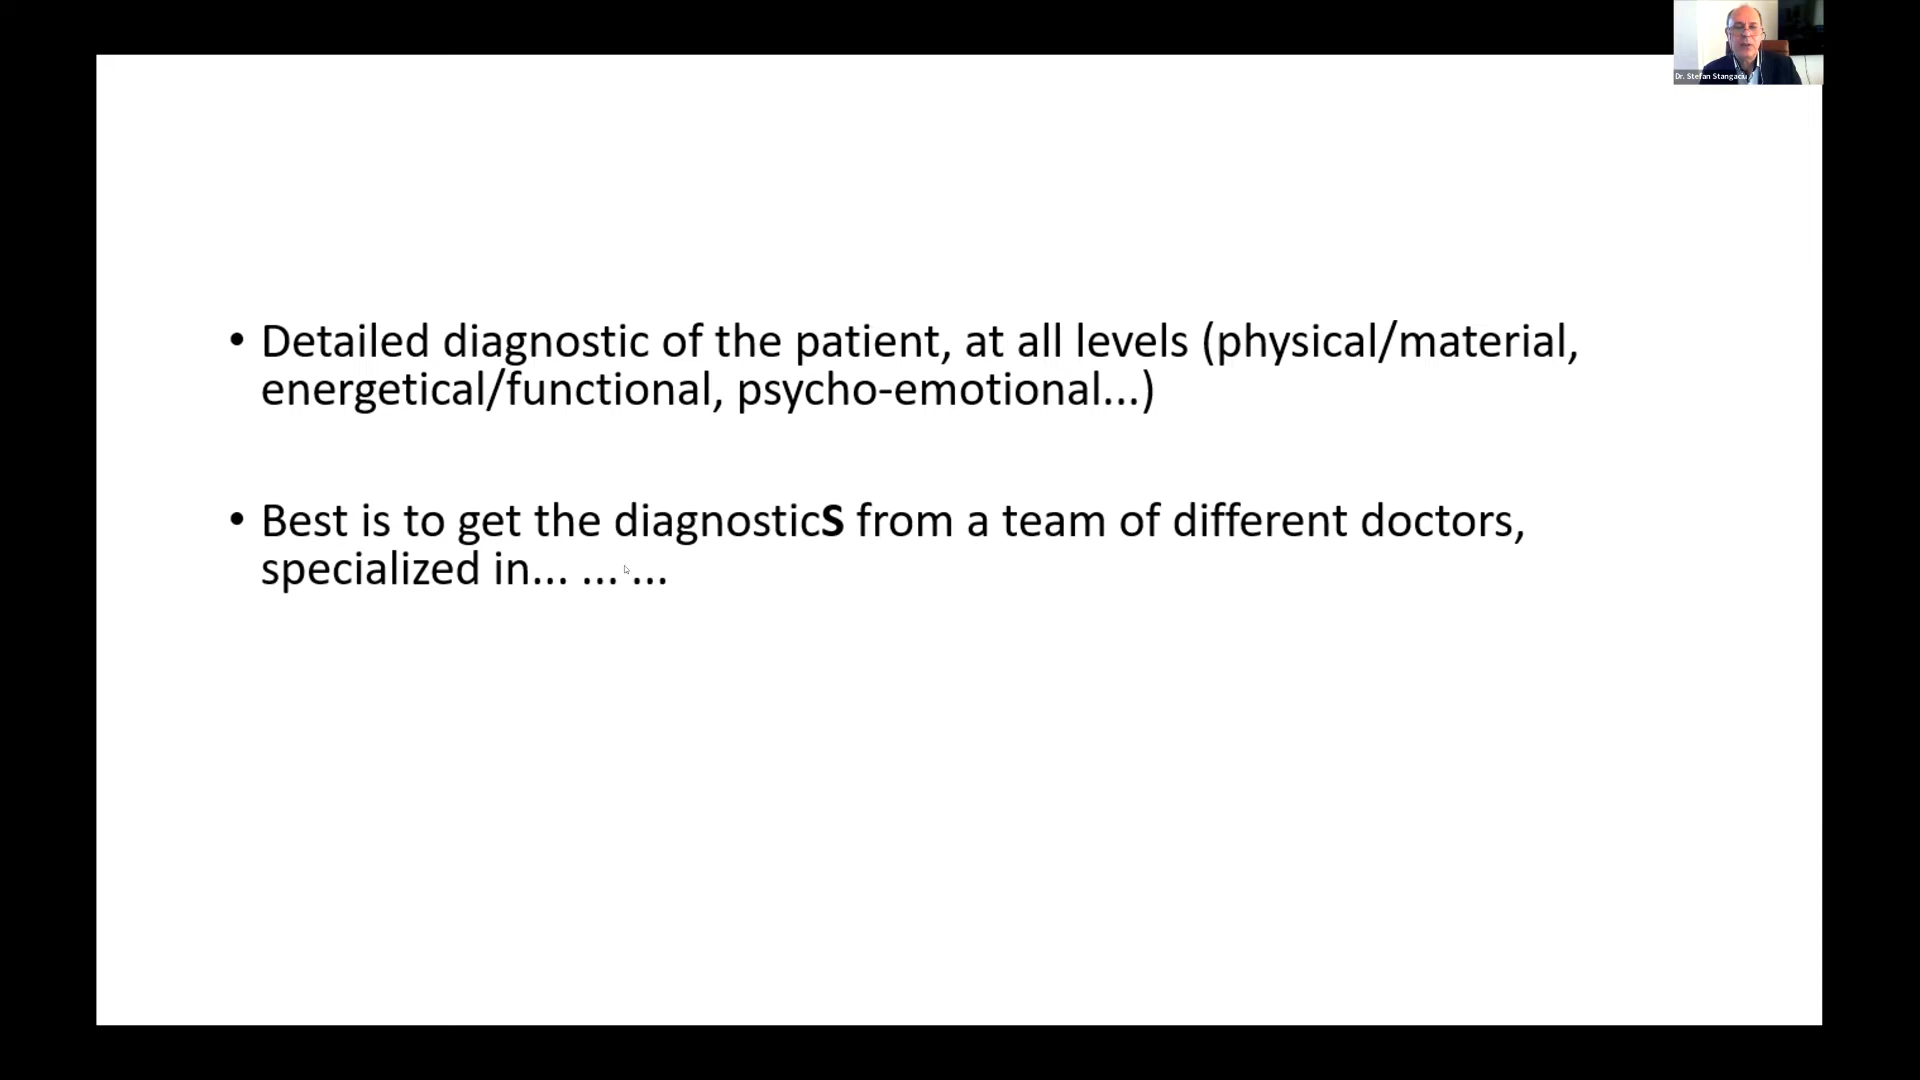 Dr. Stefan Stangaciu
• Detailed diagnostic of the patient, at all levels (physical/material,
energetical/functional, psycho-emotional...)
• Best is to get the diagnosticS from a team of different doctors,
specialized in... ... ...